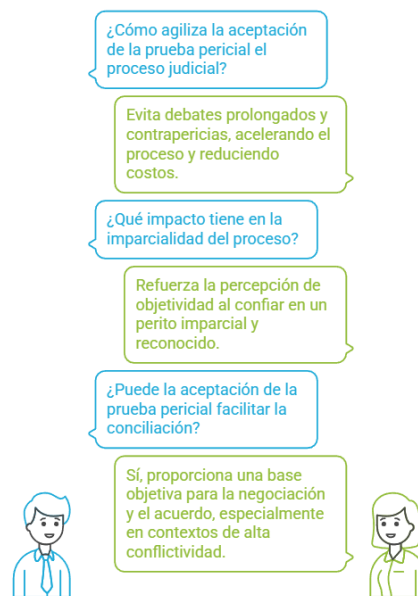 ¿Cómo agiliza la aceptación
de la prueba pericial el
proceso judicial?
Evita debates prolongados y
contrapericias, acelerando el
proceso y reduciendo
costos.
¿Qué impacto tiene en la
imparcialidad del proceso?
Refuerza la percepción de
objetividad al confiar en un
perito imparcial y
reconocido.
¿Puede la aceptación de la
prueba pericial facilitar la
conciliación?
Sí, proporciona una base
objetiva para la negociación
y el acuerdo, especialmente
en contextos de alta
conflictividad.